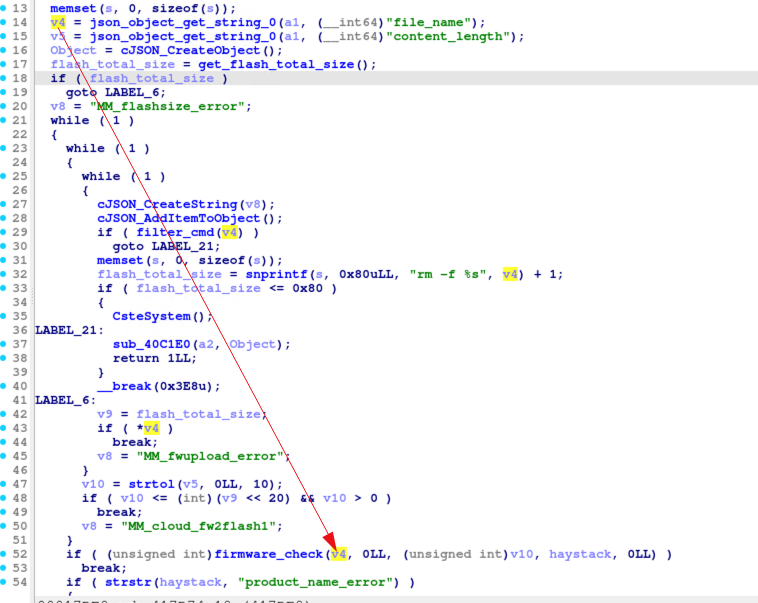 13 memset(s, 0, sizeof(s));
14 v4 = json_object_get_string_0(a1, (__int64)"file_name");
15 v5 = json_object_get_string_0(a1, (__int64)"content_length");
16 Object = cJSON_CreateObject();
17 flash_total_size = get_flash_total_size();
18 if ( flash_total_size )
19 goto LABEL_6;
20 v8 = "MM_flashsize_error";
21 while ( 1 )
22 {
23 while ( 1 )
24 {
25 while ( 1 )
26 {
27 cJSON_CreateString(v8);
28 cJSON_AddItemToObject();
29 if ( filter_cmd(v4) )
30 goto LABEL_21;
31 memset(s, 0, sizeof(s));
32 flash_total_size = snprintf(s, 0x80uLL, "rm -f %s", v4) + 1;
33 if ( flash_total_size <= 0x80 )
34 {
35 CsteSystem();
36 LABEL_21:
37 sub_40C1E0(a2, Object);
38 return 1LL;
39 }
40 __break(0x3E8u);
41 LABEL_6:
42 v9 = flash_total_size;
43 if ( *v4 )
44 break;
45 v8 = "MM_fwupload_error";
46 }
47 v10 = strtol(v5, 0LL, 10);
48 if ( v10 <= (int)(v9 << 20) && v10 > 0 )
49 break;
50 v8 = "MM_cloud_fw2flash1";
51 }
52 if ( (unsigned int)firmware_check(v4, 0LL, (unsigned int)v10, haystack, 0LL) )
53 break;
54 if ( strstr(haystack, "product_name_error") )